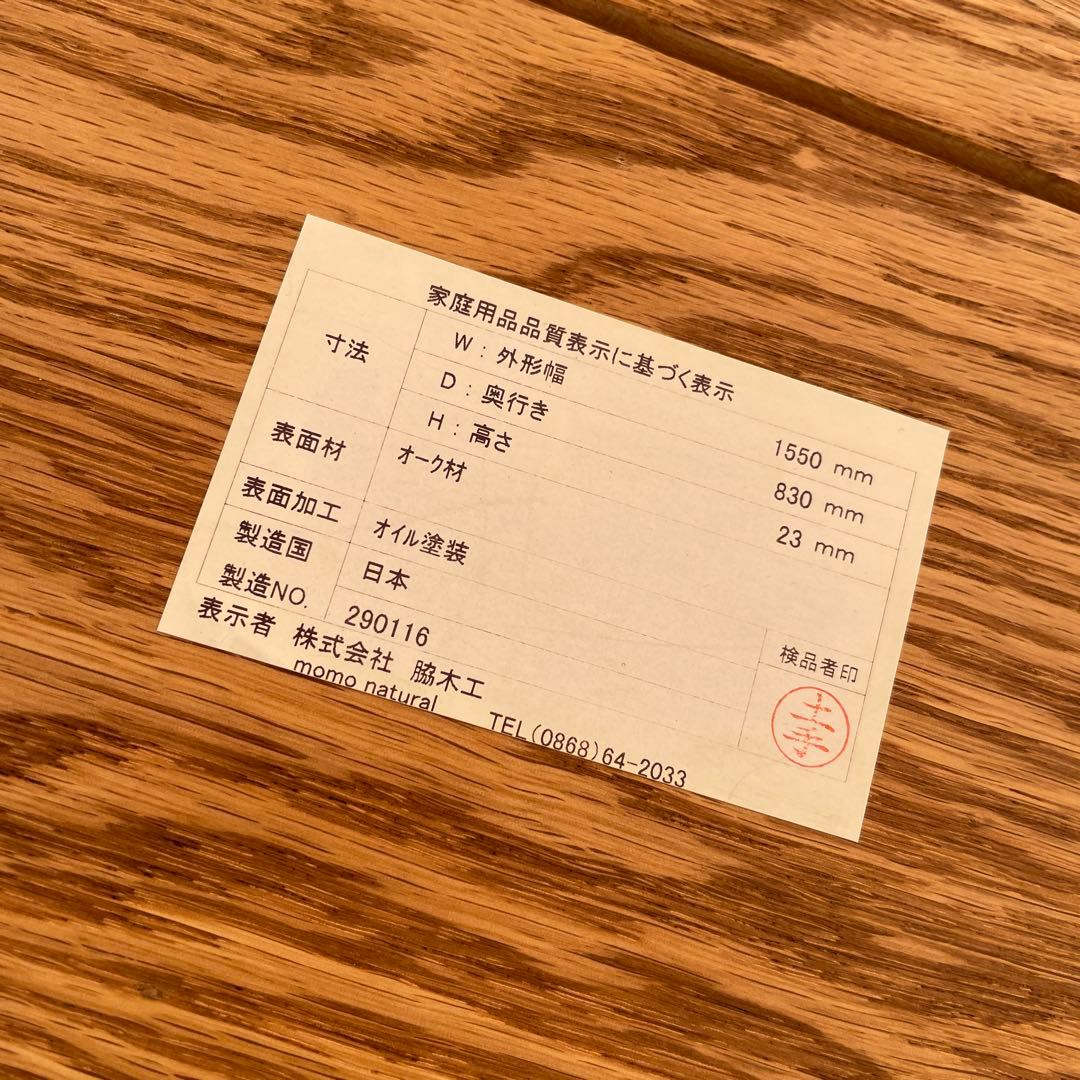 家庭用品品質表示に基づく表示
寸法 W:外形幅 1550 mm
D:奥行き 830 mm
H:高さ 23 mm
表面材 オーク材
表面加工 オイル塗装
製造国 日本
製造NO. 290116
検品者印
土手
表示者 株式会社 脇木工
momo natural TEL(0868)64-2033